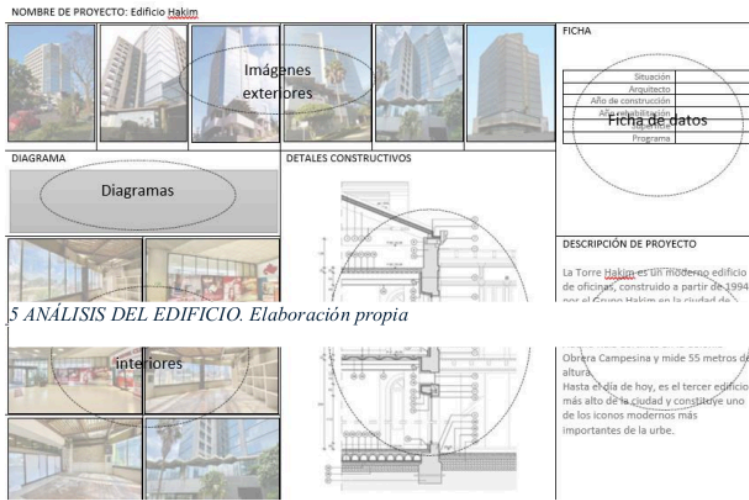 NOMBRE DE PROYECTO: Edificio Hakim
Imágenes
exteriores
FICHA
Situación
Arquitecto
Año de construcción
Año rehabilitación
Superficie
Programa
Ficha de datos
DIAGRAMA
Diagramas
DETALES CONSTRUCTIVOS
DESCRIPCIÓN DE PROYECTO
La Torre Hakim es un moderno edificio
de oficinas, construido a partir de 1994
por el Grupo Hakim en la ciudad de
5 ANÁLISIS DEL EDIFICIO. Elaboración propia
interiores
Obrera Campesina y mide 55 metros de
altura.
Hasta el día de hoy, es el tercer edificio
más alto de la ciudad y constituye uno
de los iconos modernos más
importantes de la urbe.